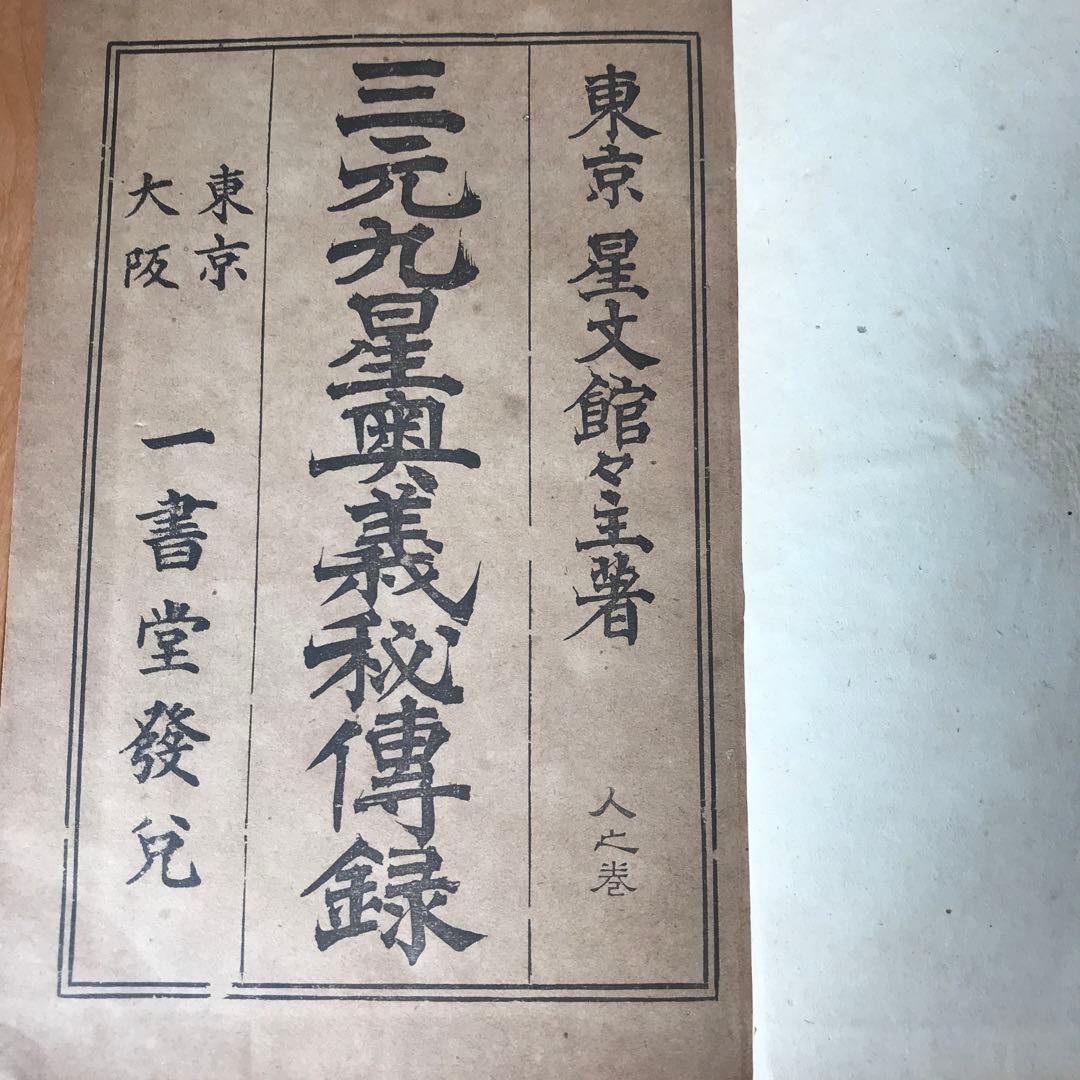 東京 星文館々主著
人之巻
三元九星奥義秘傳録
東京
大阪
一書堂發兌